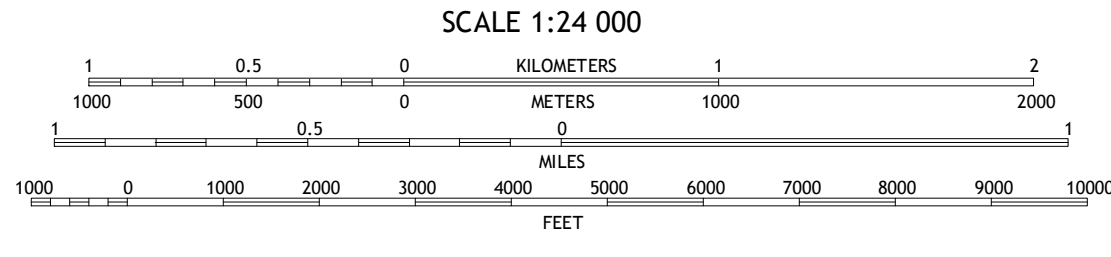 SCALE 1:24 000
1 0.5 0 KILOMETERS 1 2
1000 500 0 METERS 1000 2000
1 0.5 0 1
MILES
1000 0 1000 2000 3000 4000 5000 6000 7000 8000 9000 10000
FEET